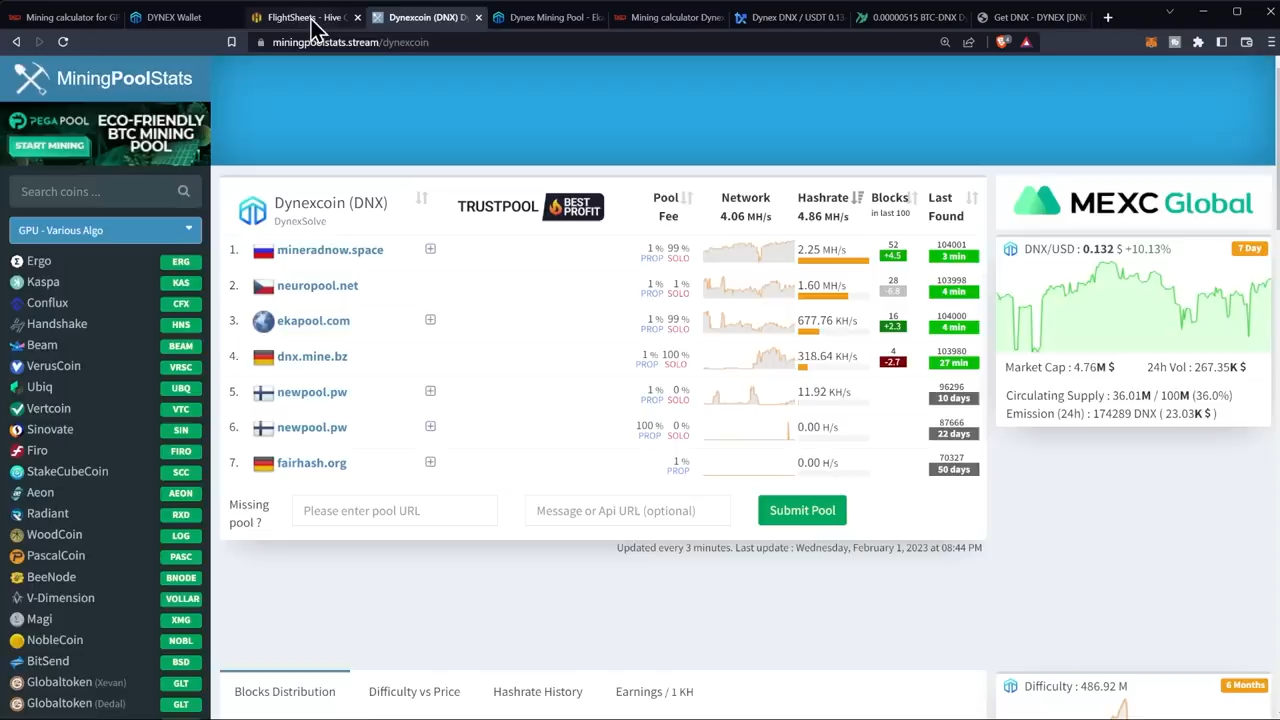 Mining calculator for GF
DYNEX Wallet
FlightSheets - Hive
Dynexcoin (DNX)
Dynex Mining Pool - Eka
Mining calculator Dynex
Dynex DNX / USDT 0.13
0.00000515 BTC-DNX D
Get DNX - DYNEX [DNX
miningpoolstats.stream/dynexcoin
MiningPoolStats
PEGA POOL
ECO-FRIENDLY
BTC MINING
POOL
START MINING
Search coins ...
GPU - Various Algo
Ergo ERG
Kaspa KAS
Conflux CFX
Handshake HNS
Beam BEAM
VerusCoin VRSC
Ubiq UBQ
Vertcoin VTC
Sinovate SIN
Firo FIRO
StakeCubeCoin SCC
Aeon AEON
Radiant RXD
WoodCoin LOG
PascalCoin PASC
BeeNode BNODE
V-Dimension VOLLAR
Magi XMG
NobleCoin NOBL
BitSend BSD
Globaltoken (Xevan) GLT
Globaltoken (Dedal) GLT
Dynexcoin (DNX)
DynexSolve
TRUSTPOOL BEST PROFIT
Pool Fee
Network 4.06 MH/s
Hashrate 4.86 MH/s
Blocks in last 100
Last Found
1. mineradnow.space 1 % 99 % PROP SOLO 2.25 MH/s 52 +4.5 104001 3 min
2. neuropool.net 1 % 1 % PROP SOLO 1.60 MH/s 28 -6.8 103998 4 min
3. ekapool.com 1 % 99 % PROP SOLO 677.76 KH/s 16 +2.3 104000 4 min
4. dnx.mine.bz 1 % 100 % PROP SOLO 318.64 KH/s 4 -2.7 103980 27 min
5. newpool.pw 1 % 0 % PROP SOLO 11.92 KH/s 96296 10 days
6. newpool.pw 100 % 0 % PROP SOLO 0.00 H/s 87666 22 days
7. fairhash.org 1 % PROP 0.00 H/s 70327 50 days
Missing pool ?
Please enter pool URL
Message or Api URL (optional)
Submit Pool
Updated every 3 minutes. Last update : Wednesday, February 1, 2023 at 08:44 PM
Blocks Distribution
Difficulty vs Price
Hashrate History
Earnings / 1 KH
MEXC Global
DNX/USD : 0.132 $ +10.13% 7 Day
Market Cap : 4.76M $ 24h Vol : 267.35K $
Circulating Supply : 36.01M / 100M (36.0%)
Emission (24h) : 174289 DNX ( 23.03K $ )
Difficulty : 486.92 M 6 Months